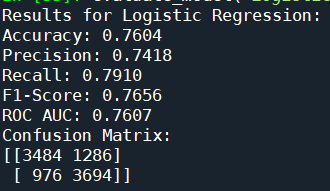 Results for Logistic Regression:
Accuracy: 0.7604
Precision: 0.7418
Recall: 0.7910
F1-Score: 0.7656
ROC AUC: 0.7607
Confusion Matrix:
[[3484 1286]
[ 976 3694]]